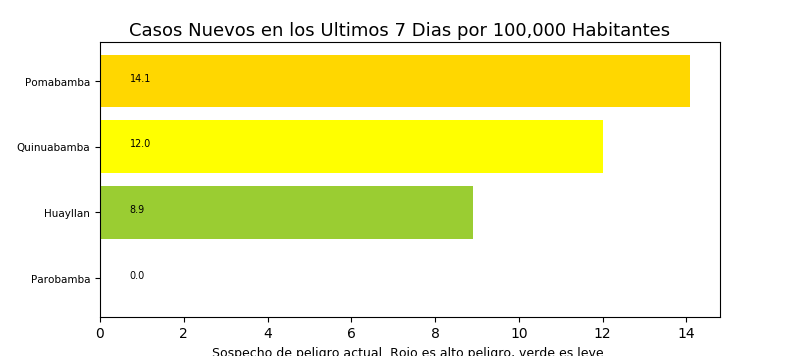 Casos Nuevos en los Ultimos 7 Dias por 100,000 Habitantes
Pomabamba
14.1
Quinuabamba
12.0
Huayllan
8.9
Parobamba
0.0
0 2 4 6 8 10 12 14
Sospecho de peligro actual. Rojo es alto peligro, verde es leve